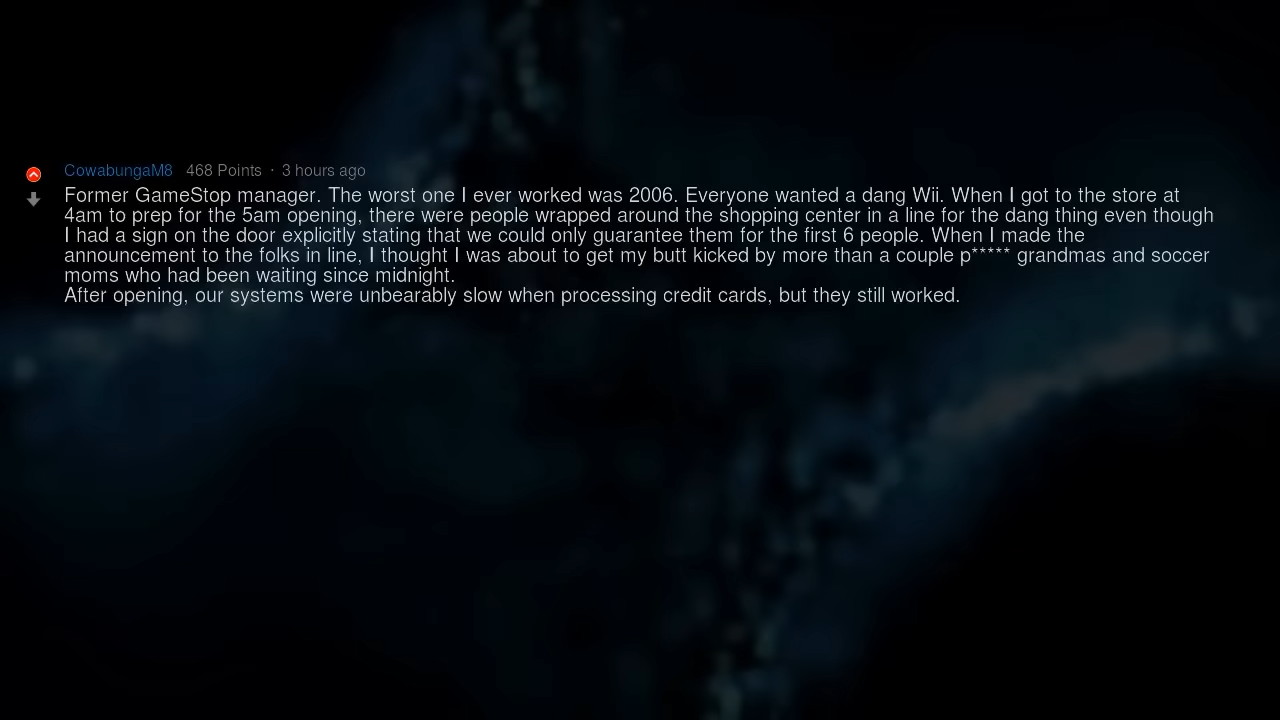 CowabungaM8 468 Points · 3 hours ago
Former GameStop manager. The worst one I ever worked was 2006. Everyone wanted a dang Wii. When I got to the store at
4am to prep for the 5am opening, there were people wrapped around the shopping center in a line for the dang thing even though
I had a sign on the door explicitly stating that we could only guarantee them for the first 6 people. When I made the
announcement to the folks in line, I thought I was about to get my butt kicked by more than a couple p***** grandmas and soccer
moms who had been waiting since midnight.
After opening, our systems were unbearably slow when processing credit cards, but they still worked.